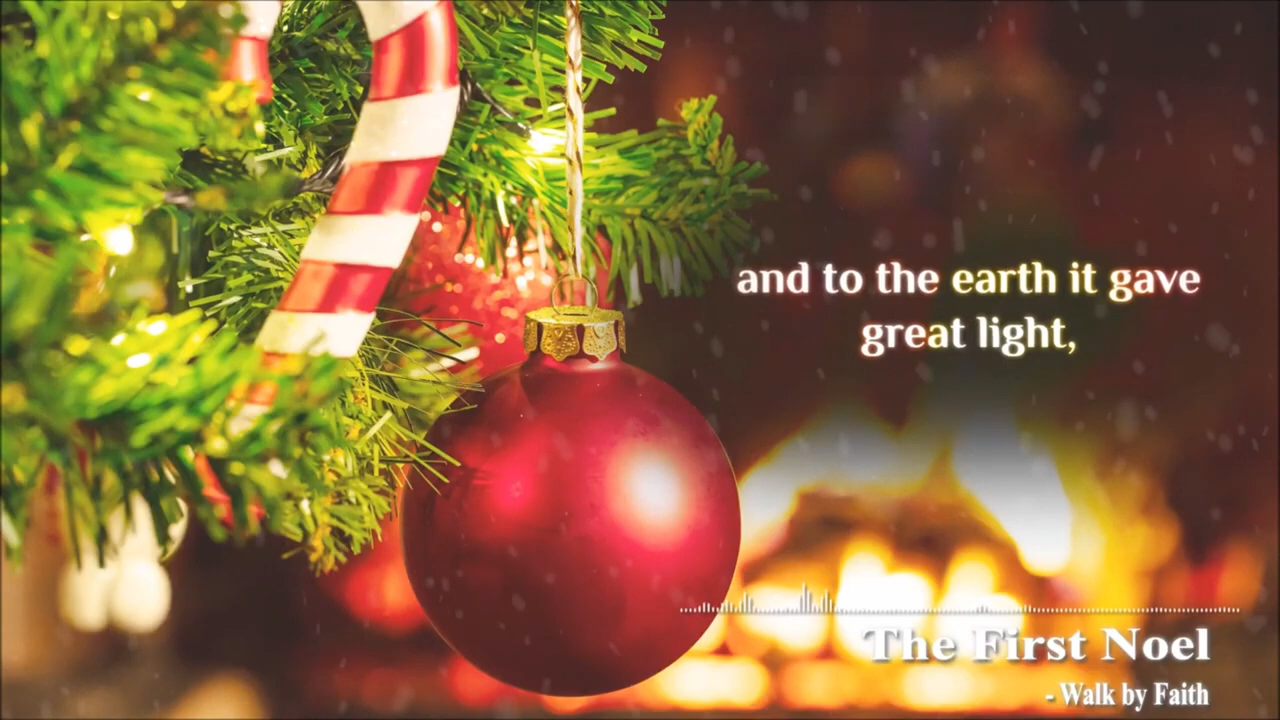 and to the earth it gave
great light,
The First Noel
- Walk by Faith